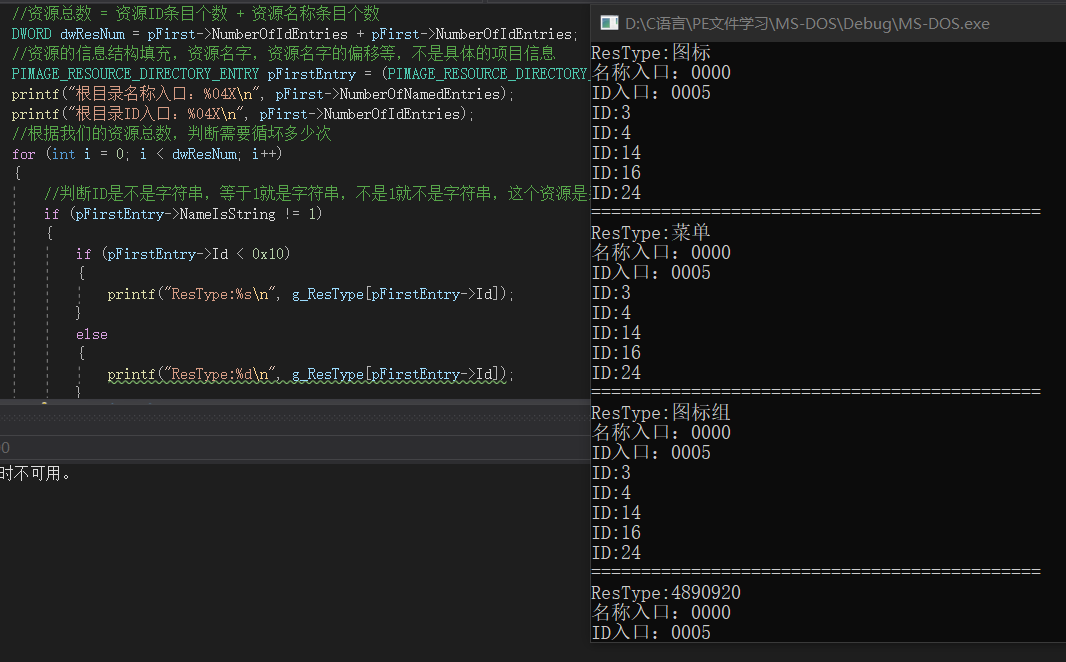 //资源总数 = 资源ID条目个数 + 资源名称条目个数
DWORD dwResNum = pFirst->NumberOfIdEntries + pFirst->NumberOfIdEntries;
//资源的信息结构填充，资源名字，资源名字的偏移等，不是具体的项目信息
PIMAGE_RESOURCE_DIRECTORY_ENTRY pFirstEntry = (PIMAGE_RESOURCE_DIRECTORY_
printf("根目录名称入口：%04X\n", pFirst->NumberOfNamedEntries);
printf("根目录ID入口：%04X\n", pFirst->NumberOfIdEntries);
//根据我们的资源总数，判断需要循坏多少次
for (int i = 0; i < dwResNum; i++)
{
//判断ID是不是字符串，等于1就是字符串，不是1就不是字符串，这个资源是
if (pFirstEntry->NameIsString != 1)
{
if (pFirstEntry->Id < 0x10)
{
printf("ResType:%s\n", g_ResType[pFirstEntry->Id]);
}
else
{
printf("ResType:%d\n", g_ResType[pFirstEntry->Id]);
}
时不可用。
D:\C语言\PE文件学习\MS-DOS\Debug\MS-DOS.exe
ResType:图标
名称入口：0000
ID入口：0005
ID:3
ID:4
ID:14
ID:16
ID:24
=============================================
ResType:菜单
名称入口：0000
ID入口：0005
ID:3
ID:4
ID:14
ID:16
ID:24
=============================================
ResType:图标组
名称入口：0000
ID入口：0005
ID:3
ID:4
ID:14
ID:16
ID:24
=============================================
ResType:4890920
名称入口：0000
ID入口：0005